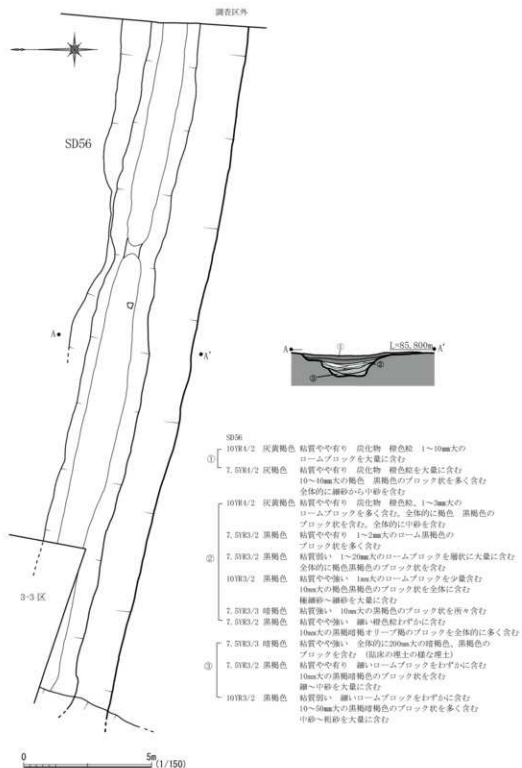 調査区外
SD56
A
A'
A
L=85.800m
A'
①
②
③
SD56
①
10YR4/2 灰黄褐色 粘質やや有り 炭化物 橙色粒 1〜10mm大の
ロームブロックを大量に含む
7.5YR4/2 灰褐色 粘質やや有り 炭化物 橙色粒を大量に含む
10〜40mm大の褐色 黒褐色のブロック状を多く含む
全体的に細砂から中砂を含む
②
10YR4/2 灰黄褐色 粘質やや有り 炭化物 橙色粒、1〜3mm大の
ロームブロックを多く含む、全体的に褐色 黒褐色の
ブロック状を含む、全体的に中砂を含む
7.5YR3/2 黒褐色 粘質やや有り 1〜2mm大のローム黒褐色の
ブロック状を多く含む
7.5YR3/2 黒褐色 粘質弱い 1〜20mm大のロームブロックを層状に大量に含む
全体的に褐色黒褐色のブロック状を含む
10YR3/2 黒褐色 粘質やや強い 1mm大のロームブロックを少量含む
10mm大の褐色黒褐色のブロック状を全体に含む
極細砂〜細砂を大量に含む
7.5YR3/3 暗褐色 粘質強い 10mm大の黒褐色のブロック状を所々含む
7.5YR3/2 黒褐色 粘質やや強い 細い橙色粒わずかに含む
10mm大の黒褐暗褐オリーブ褐のブロックを全体的に多く含む
③
7.5YR3/3 暗褐色 粘質やや強い 全体的に200mm大の暗褐色、黒褐色の
ブロックを含む (貼床の埋土の様な埋土)
7.5YR3/2 黒褐色 粘質やや有り 細いロームブロックをわずかに含む
10mm大の黒褐暗褐色のブロック状を含む
細〜中砂を大量に含む
10YR3/2 黒褐色 粘質弱い 細いロームブロックをわずかに含む
10〜50mm大の黒褐暗褐色のブロック状を多く含む
中砂〜粗砂を大量に含む
3-3区
0 5m
(1/150)